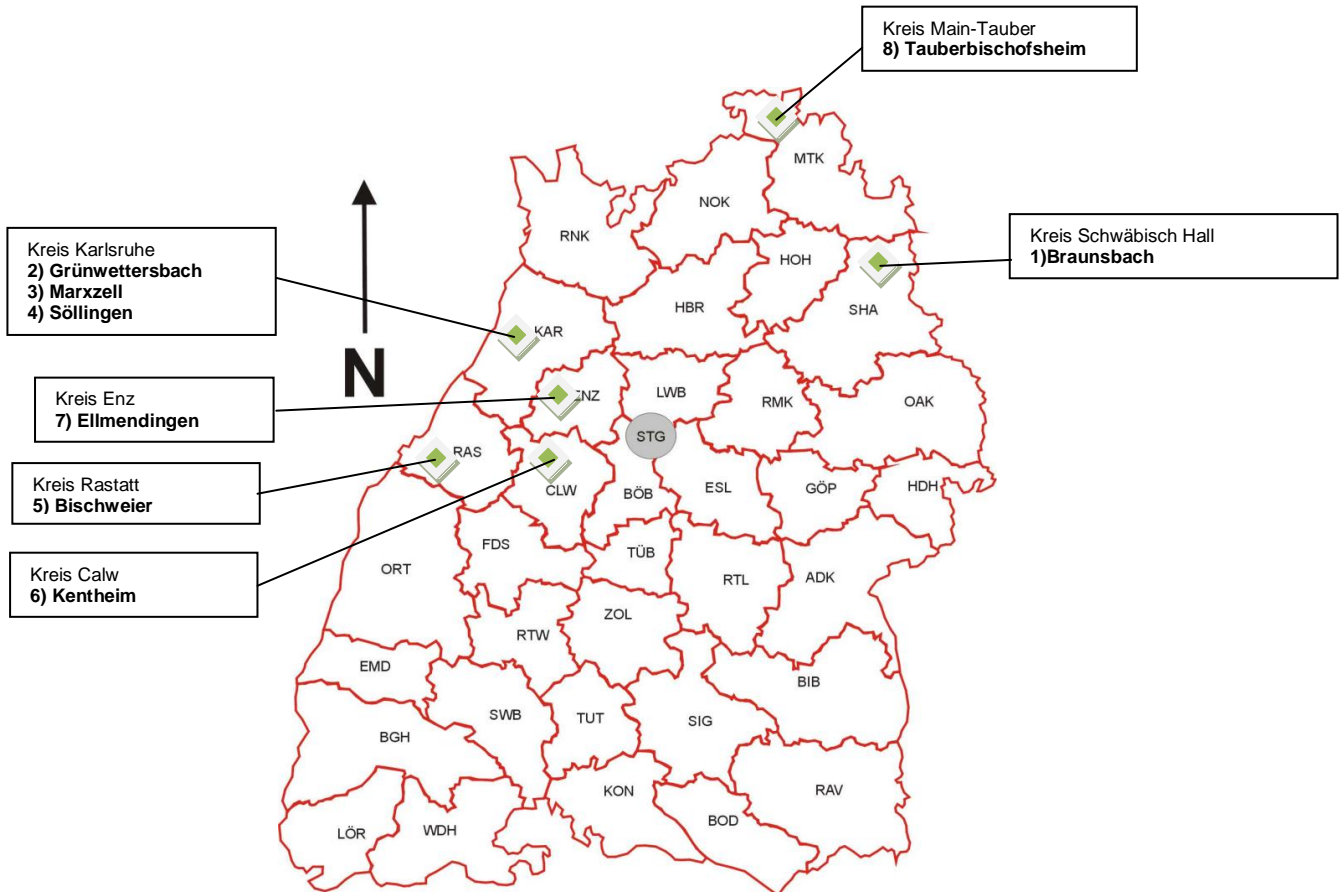 Kreis Main-Tauber
8) Tauberbischofsheim
MTK
RNK
NOK
Kreis Karlsruhe
2) Grünwettersbach
3) Marxzell
4) Söllingen
Kreis Schwäbisch Hall
1)Braunsbach
HOH
HBR
SHA
KAR
N
Kreis Enz
7) Ellmendingen
ENZ
LWB
RMK
OAK
STG
RAS
Kreis Rastatt
5) Bischweier
CLW
BÖB
ESL
GÖP
HDH
Kreis Calw
6) Kentheim
ORT
FDS
TÜB
RTL
ADK
RTW
ZOL
EMD
BIB
SWB
TUT
SIG
BGH
KON
RAV
BOD
LÖR
WDH